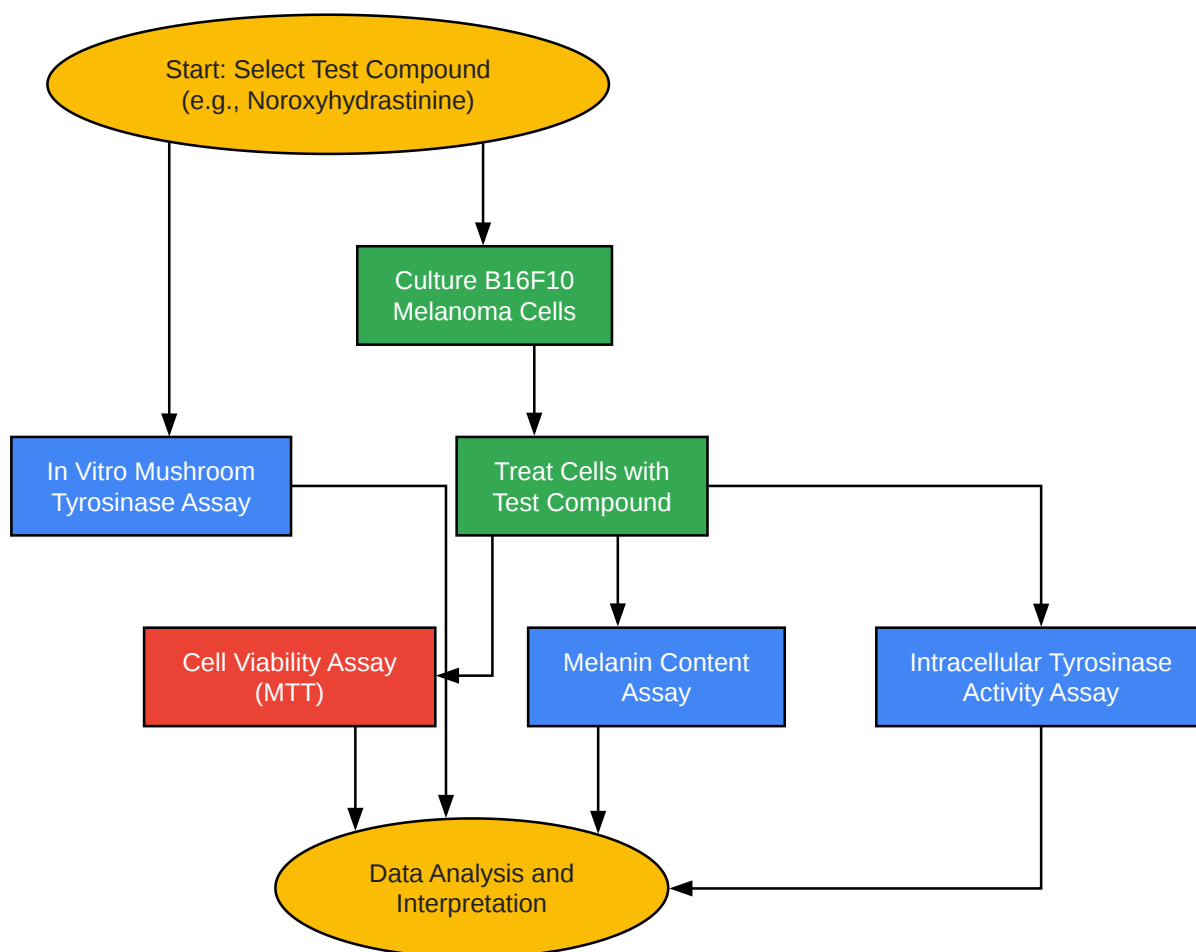 Start: Select Test Compound
(e.g., Noroxyhydrastinine)
Culture B16F10
Melanoma Cells
In Vitro Mushroom
Tyrosinase Assay
Treat Cells with
Test Compound
Cell Viability Assay
(MTT)
Melanin Content
Assay
Intracellular Tyrosinase
Activity Assay
Data Analysis and
Interpretation